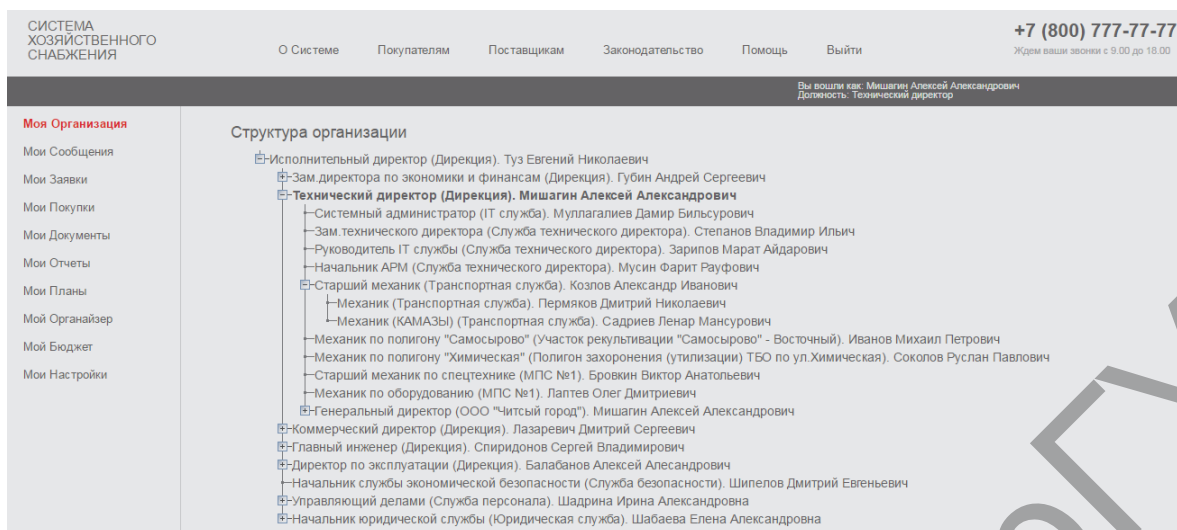 СИСТЕМА
ХОЗЯЙСТВЕННОГО
СНАБЖЕНИЯ
О Системе Покупателям Поставщикам Законодательство Помощь Выйти
+7 (800) 777-77-77
Ждем ваши звонки с 9.00 до 18.00
Вы вошли как: Мишагин Алексей Александрович
Должность: Технический директор
Моя Организация
Мои Сообщения
Мои Заявки
Мои Покупки
Мои Документы
Мои Отчеты
Мои Планы
Мой Органайзер
Мой Бюджет
Мои Настройки
Структура организации
Исполнительный директор (Дирекция). Туз Евгений Николаевич
Зам.директора по экономики и финансам (Дирекция). Губин Андрей Сергеевич
Технический директор (Дирекция). Мишагин Алексей Александрович
Системный администратор (IT служба). Муллагалиев Дамир Бильсурович
Зам.технического директора (Служба технического директора). Степанов Владимир Ильич
Руководитель IT службы (Служба технического директора). Зарипов Марат Айдарович
Начальник АРМ (Служба технического директора). Мусин Фарит Рауфович
Старший механик (Транспортная служба). Козлов Александр Иванович
Механик (Транспортная служба). Пермяков Дмитрий Николаевич
Механик (КАМАЗЫ) (Транспортная служба). Садриев Ленар Мансурович
Механик по полигону "Самосырово" (Участок рекультивации "Самосырово" - Восточный). Иванов Михаил Петрович
Механик по полигону "Химическая" (Полигон захоронения (утилизации) ТБО по ул.Химическая). Соколов Руслан Павлович
Старший механик по спецтехнике (МПС №1). Бровкин Виктор Анатольевич
Механик по оборудованию (МПС №1). Лаптев Олег Дмитриевич
Генеральный директор (ООО "Читсый город"). Мишагин Алексей Александрович
Коммерческий директор (Дирекция). Лазаревич Дмитрий Сергеевич
Главный инженер (Дирекция). Спиридонов Сергей Владимирович
Директор по эксплуатации (Дирекция). Балабанов Алексей Алесандрович
Начальник службы экономической безопасности (Служба безопасности). Шипелов Дмитрий Евгеньевич
Управляющий делами (Служба персонала). Шадрина Ирина Александровна
Начальник юридической службы (Юридическая служба). Шабаева Елена Александровна